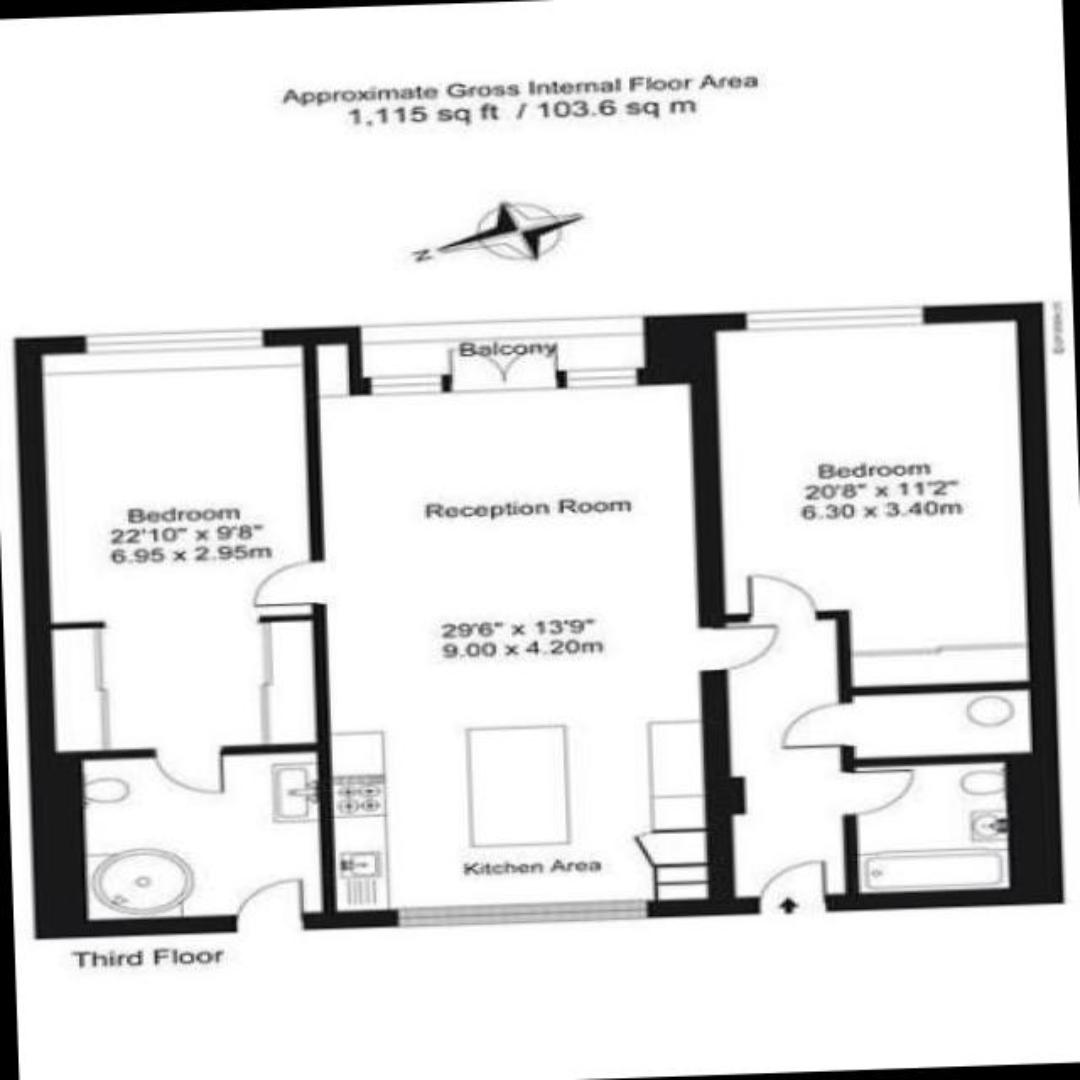 Approximate Gross Internal Floor Area
1,115 sq ft / 103.6 sq m
N
Balcony
Bedroom
20'8" x 11'2"
6.30 x 3.40m
Reception Room
Bedroom
22'10" x 9'8"
6.95 x 2.95m
29'6" x 13'9"
9.00 x 4.20m
Kitchen Area
Third Floor